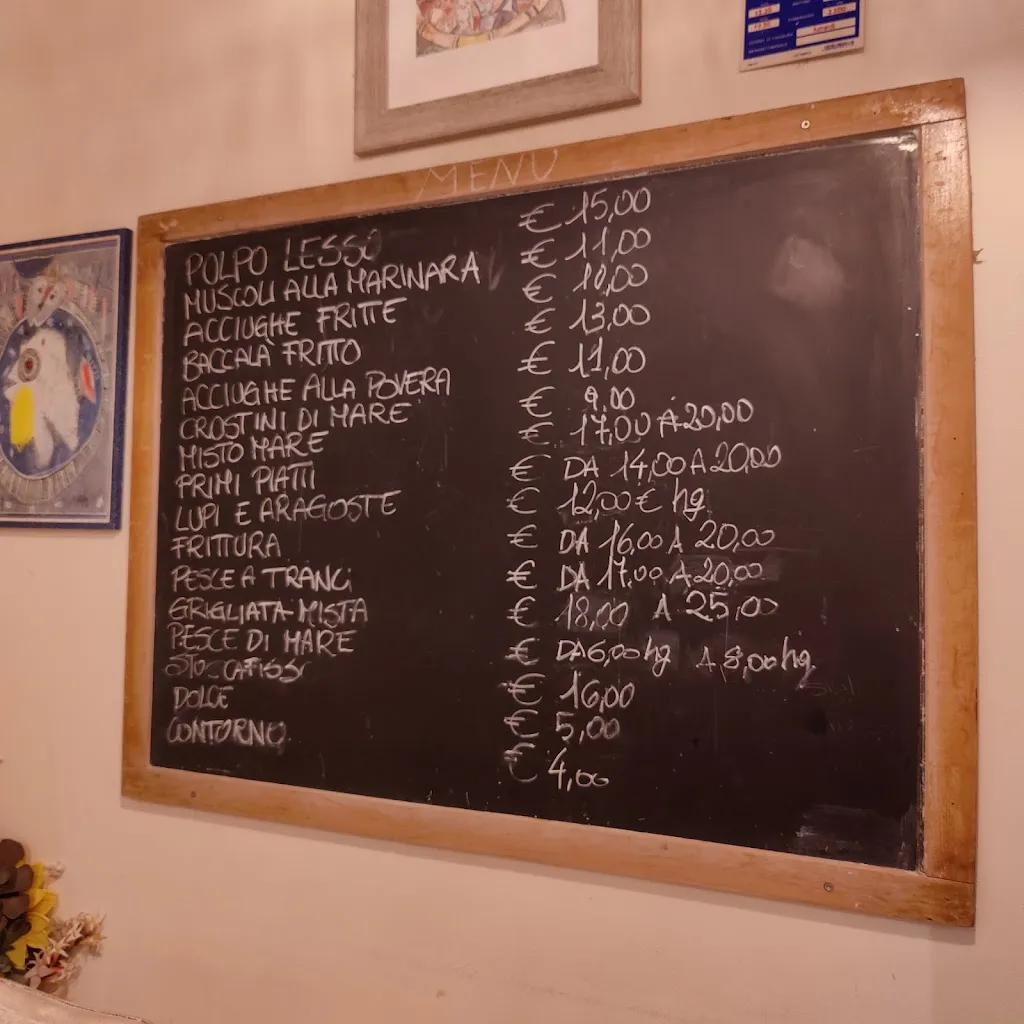 MENU
POLPO LESSO € 15,00
MUSCOLI ALLA MARINARA € 11,00
ACCIUGHE FRITTE € 10,00
BACCALÀ FRITTO € 13,00
ACCIUGHE ALLA POVERA € 11,00
CROSTINI DI MARE € 9,00
MISTO MARE € 17,00 A 20,00
PRIMI PIATTI € DA 14,00 A 20,00
LUPI E ARAGOSTE € 12,00 € hg
FRITTURA € DA 16,00 A 20,00
PESCE A TRANCI € DA 17,00 A 20,00
GRIGLIATA MISTA € 18,00 A 25,00
PESCE DI MARE € DA 6,00 hg A 8,00 hg
STOCCAFISSO € 16,00
DOLCE € 5,00
CONTORNO € 4,00